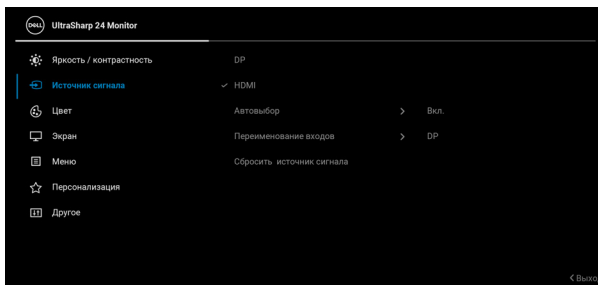 DELL UltraSharp 24 Monitor
Яркость / контрастность DP
Источник сигнала ✓ HDMI
Цвет Автовыбор > Вкл.
Экран Переименование входов > DP
Меню Сбросить источник сигнала
Персонализация
Другое
< Выхо